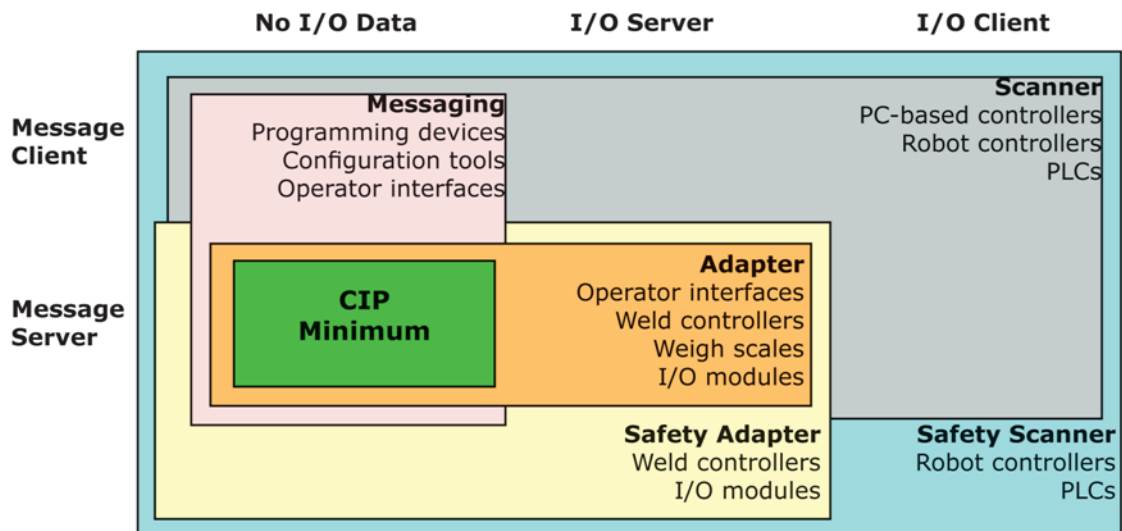 No I/O Data
I/O Server
I/O Client
Message
Client
Messaging
Programming devices
Configuration tools
Operator interfaces
Scanner
PC-based controllers
Robot controllers
PLCs
Message
Server
CIP
Minimum
Adapter
Operator interfaces
Weld controllers
Weigh scales
I/O modules
Safety Adapter
Weld controllers
I/O modules
Safety Scanner
Robot controllers
PLCs